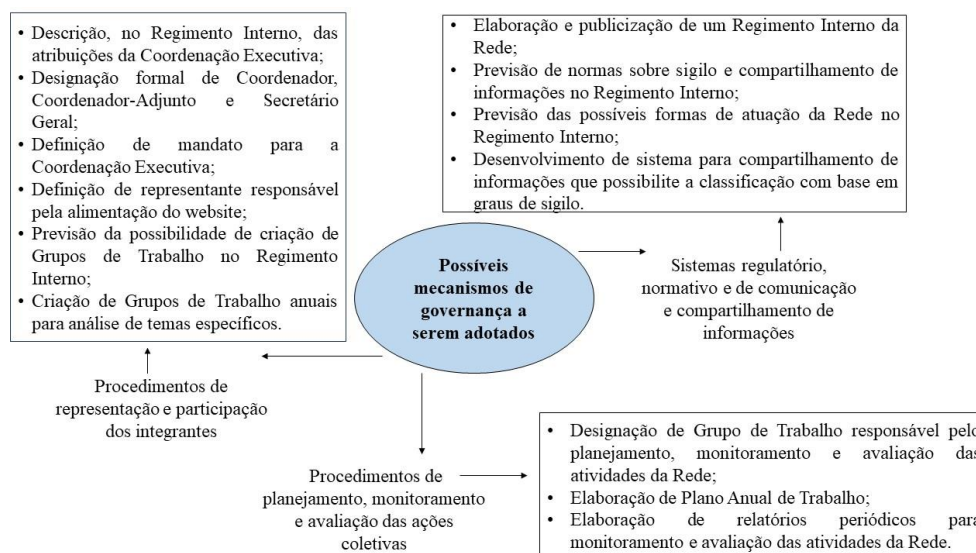 • Descrição, no Regimento Interno, das
atribuições da Coordenação Executiva;
• Designação formal de Coordenador,
Coordenador-Adjunto e Secretário
Geral;
• Definição de mandato para a
Coordenação Executiva;
• Definição de representante responsável
pela alimentação do website;
• Previsão da possibilidade de criação de
Grupos de Trabalho no Regimento
Interno;
• Criação de Grupos de Trabalho anuais
para análise de temas específicos.
• Elaboração e publicização de um Regimento Interno da
Rede;
• Previsão de normas sobre sigilo e compartilhamento de
informações no Regimento Interno;
• Previsão das possíveis formas de atuação da Rede no
Regimento Interno;
• Desenvolvimento de sistema para compartilhamento de
informações que possibilite a classificação com base em
graus de sigilo.
Possíveis
mecanismos de
governança a
serem adotados
Sistemas regulatório,
normativo e de comunicação
e compartilhamento de
informações
Procedimentos de
representação e participação
dos integrantes
Procedimentos de
planejamento, monitoramento
e avaliação das ações
coletivas
• Designação de Grupo de Trabalho responsável pelo
planejamento, monitoramento e avaliação das
atividades da Rede;
• Elaboração de Plano Anual de Trabalho;
• Elaboração de relatórios periódicos para
monitoramento e avaliação das atividades da Rede.